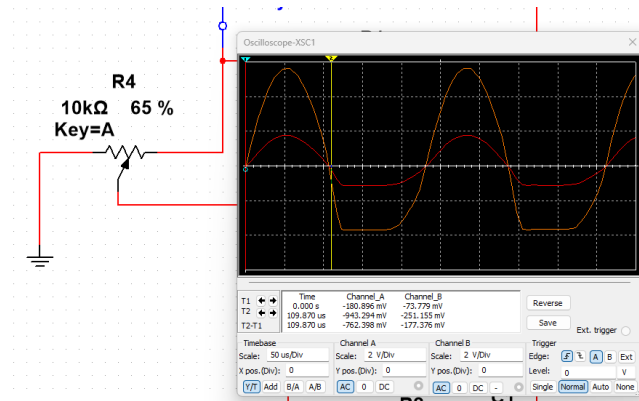 Oscilloscope-XSC1
R4
10kΩ 65 %
Key=A
T1
T2
T2-T1
Time Channel_A Channel_B
0.000 s -180.896 mV -73.779 mV
109.870 us -943.294 mV -251.155 mV
109.870 us -762.398 mV -177.376 mV
Reverse
Save
Ext. trigger
Timebase
Scale: 50 us/Div
X pos.(Div): 0
Y/T Add B/A A/B
Channel A
Scale: 2 V/Div
Y pos.(Div): 0
AC 0 DC
Channel B
Scale: 2 V/Div
Y pos.(Div): 0
AC 0 DC -
Trigger
Edge: A B Ext
Level: 0 V
Single Normal Auto None